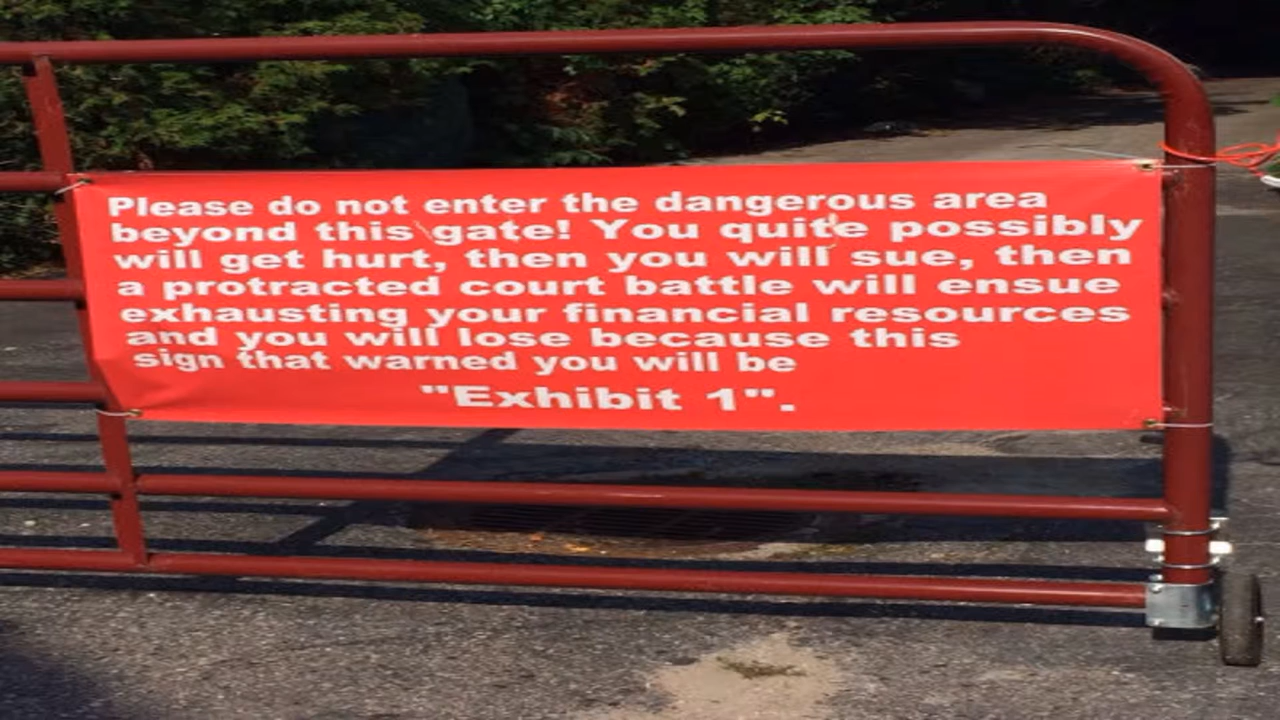 Please do not enter the dangerous area
beyond this gate! You quite possibly
will get hurt, then you will sue, then
a protracted court battle will ensue
exhausting your financial resources
and you will lose because this
sign that warned you will be
"Exhibit 1".